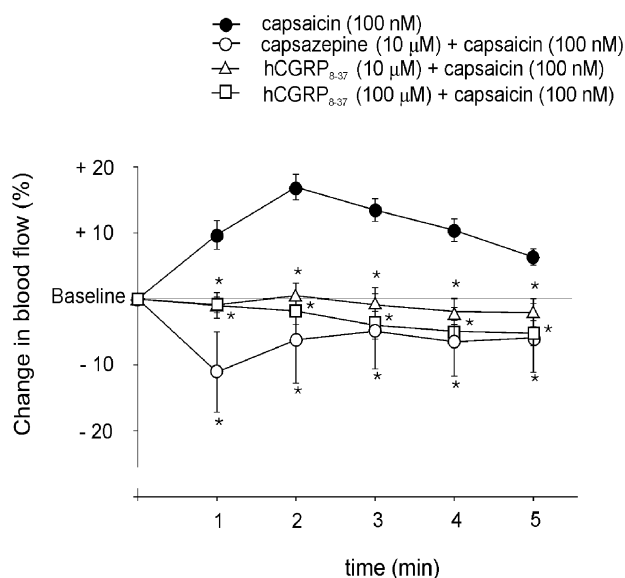 capsaicin (100 nM)
capsazepine (10 μM) + capsaicin (100 nM)
hCGRP₈₋₃₇ (10 μM) + capsaicin (100 nM)
hCGRP₈₋₃₇ (100 μM) + capsaicin (100 nM)
Change in blood flow (%)
+ 20
+ 10
Baseline
- 10
- 20
* * * * *
* * * * *
* * * * *
1 2 3 4 5
time (min)